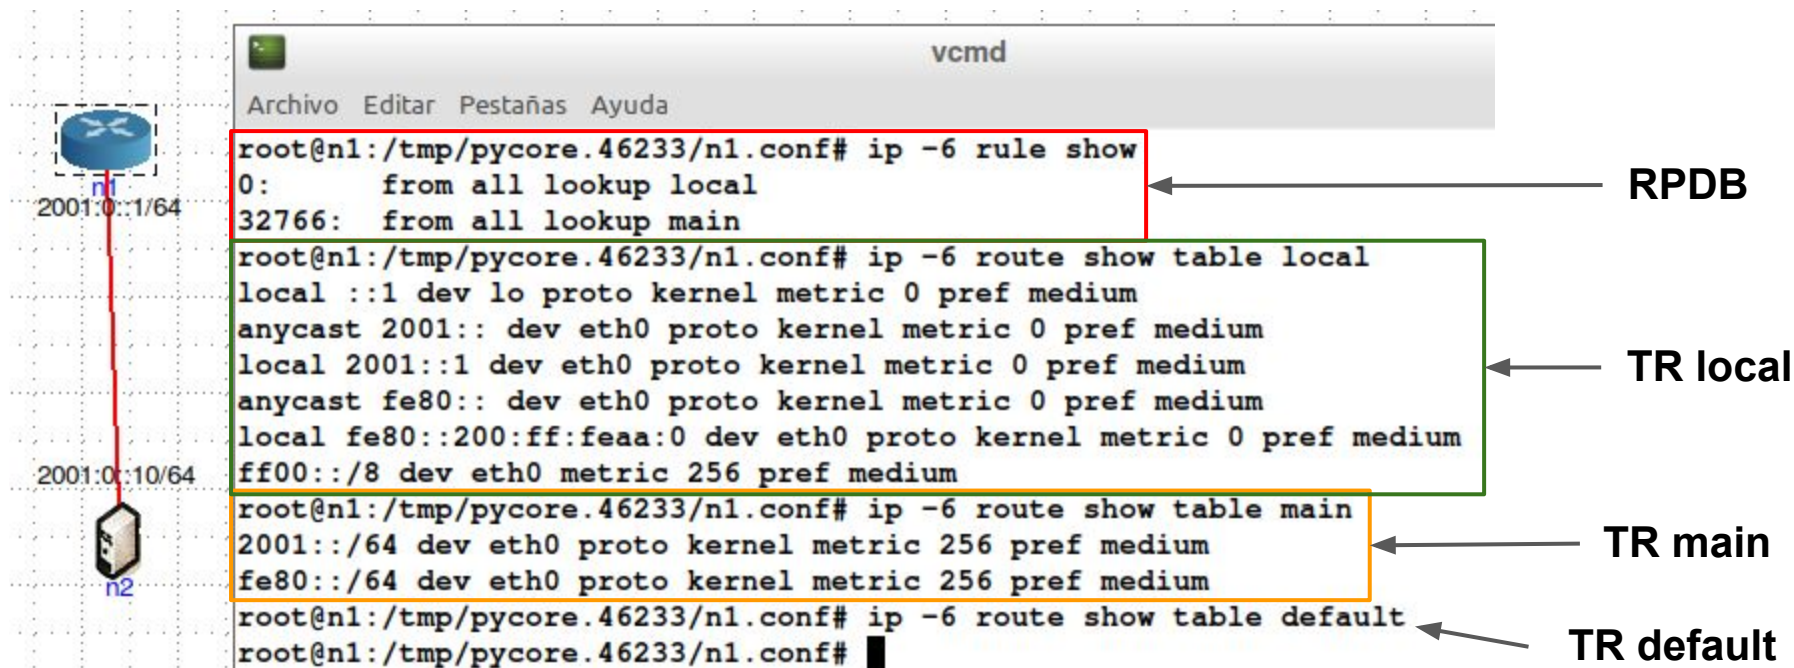 vcmd
Archivo Editar Pestañas Ayuda
root@n1:/tmp/pycore.46233/n1.conf# ip -6 rule show
0: from all lookup local
32766: from all lookup main
RPDB
root@n1:/tmp/pycore.46233/n1.conf# ip -6 route show table local
local ::1 dev lo proto kernel metric 0 pref medium
anycast 2001:: dev eth0 proto kernel metric 0 pref medium
local 2001::1 dev eth0 proto kernel metric 0 pref medium
anycast fe80:: dev eth0 proto kernel metric 0 pref medium
local fe80::200:ff:feaa:0 dev eth0 proto kernel metric 0 pref medium
ff00::/8 dev eth0 metric 256 pref medium
TR local
root@n1:/tmp/pycore.46233/n1.conf# ip -6 route show table main
2001::/64 dev eth0 proto kernel metric 256 pref medium
fe80::/64 dev eth0 proto kernel metric 256 pref medium
TR main
root@n1:/tmp/pycore.46233/n1.conf# ip -6 route show table default
root@n1:/tmp/pycore.46233/n1.conf#
TR default
n1
2001:0::1/64
2001:0::10/64
n2